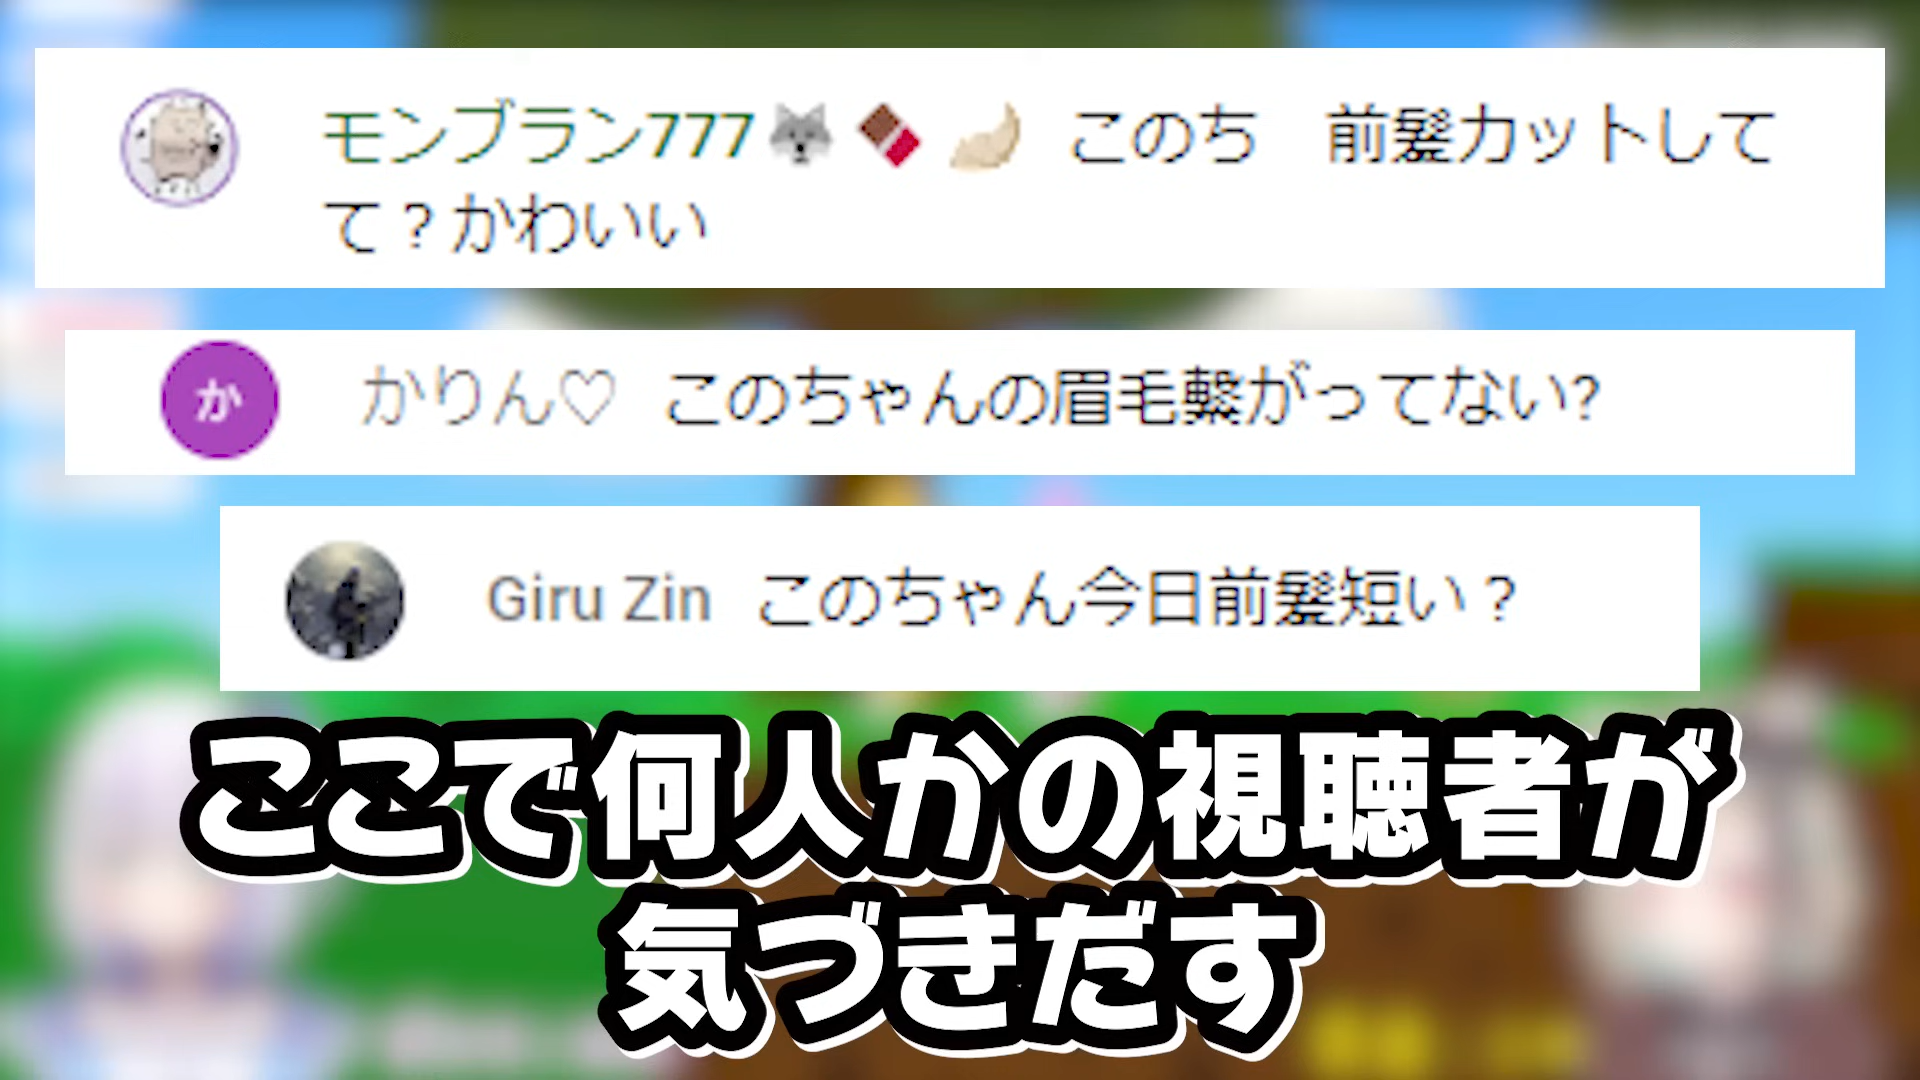 モンブラン777🐺🍫🥟 このち　前髪カットして
て？かわいい
か かりん♡ このちゃんの眉毛繋がってない?
Giru Zin このちゃん今日前髪短い？
ここで何人かの視聴者が
気づきだす